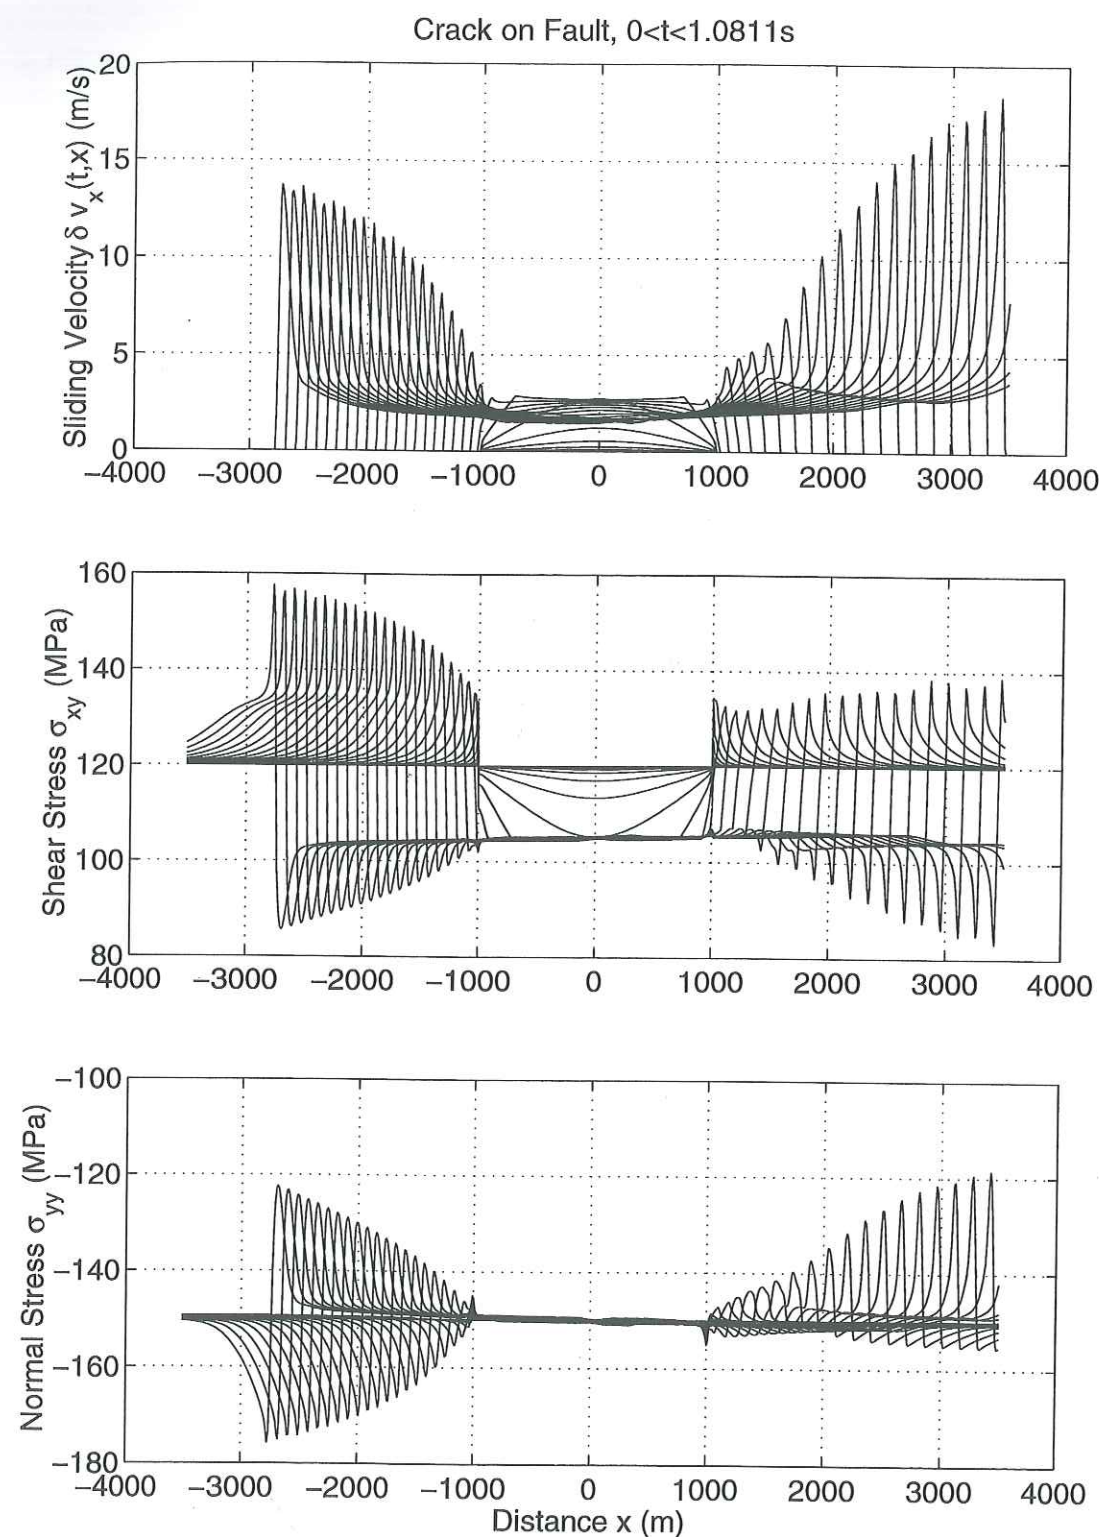 Crack on Fault, 0<t<1.0811s
20
15
10
5
0
Sliding Velocity δ v_x(t,x) (m/s)
−4000 −3000 −2000 −1000 0 1000 2000 3000 4000
160
140
120
100
80
Shear Stress σ_xy (MPa)
−4000 −3000 −2000 −1000 0 1000 2000 3000 4000
−100
−120
−140
−160
−180
Normal Stress σ_yy (MPa)
−4000 −3000 −2000 −1000 0 1000 2000 3000 4000
Distance x (m)